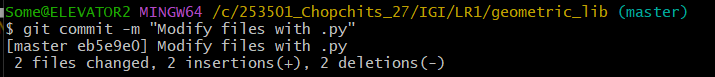 Some@ELEVATOR2 MINGW64 /c/253501_Chopchits_27/IGI/LR1/geometric_lib (master)
$ git commit -m "Modify files with .py"
[master eb5e9e0] Modify files with .py
 2 files changed, 2 insertions(+), 2 deletions(-)